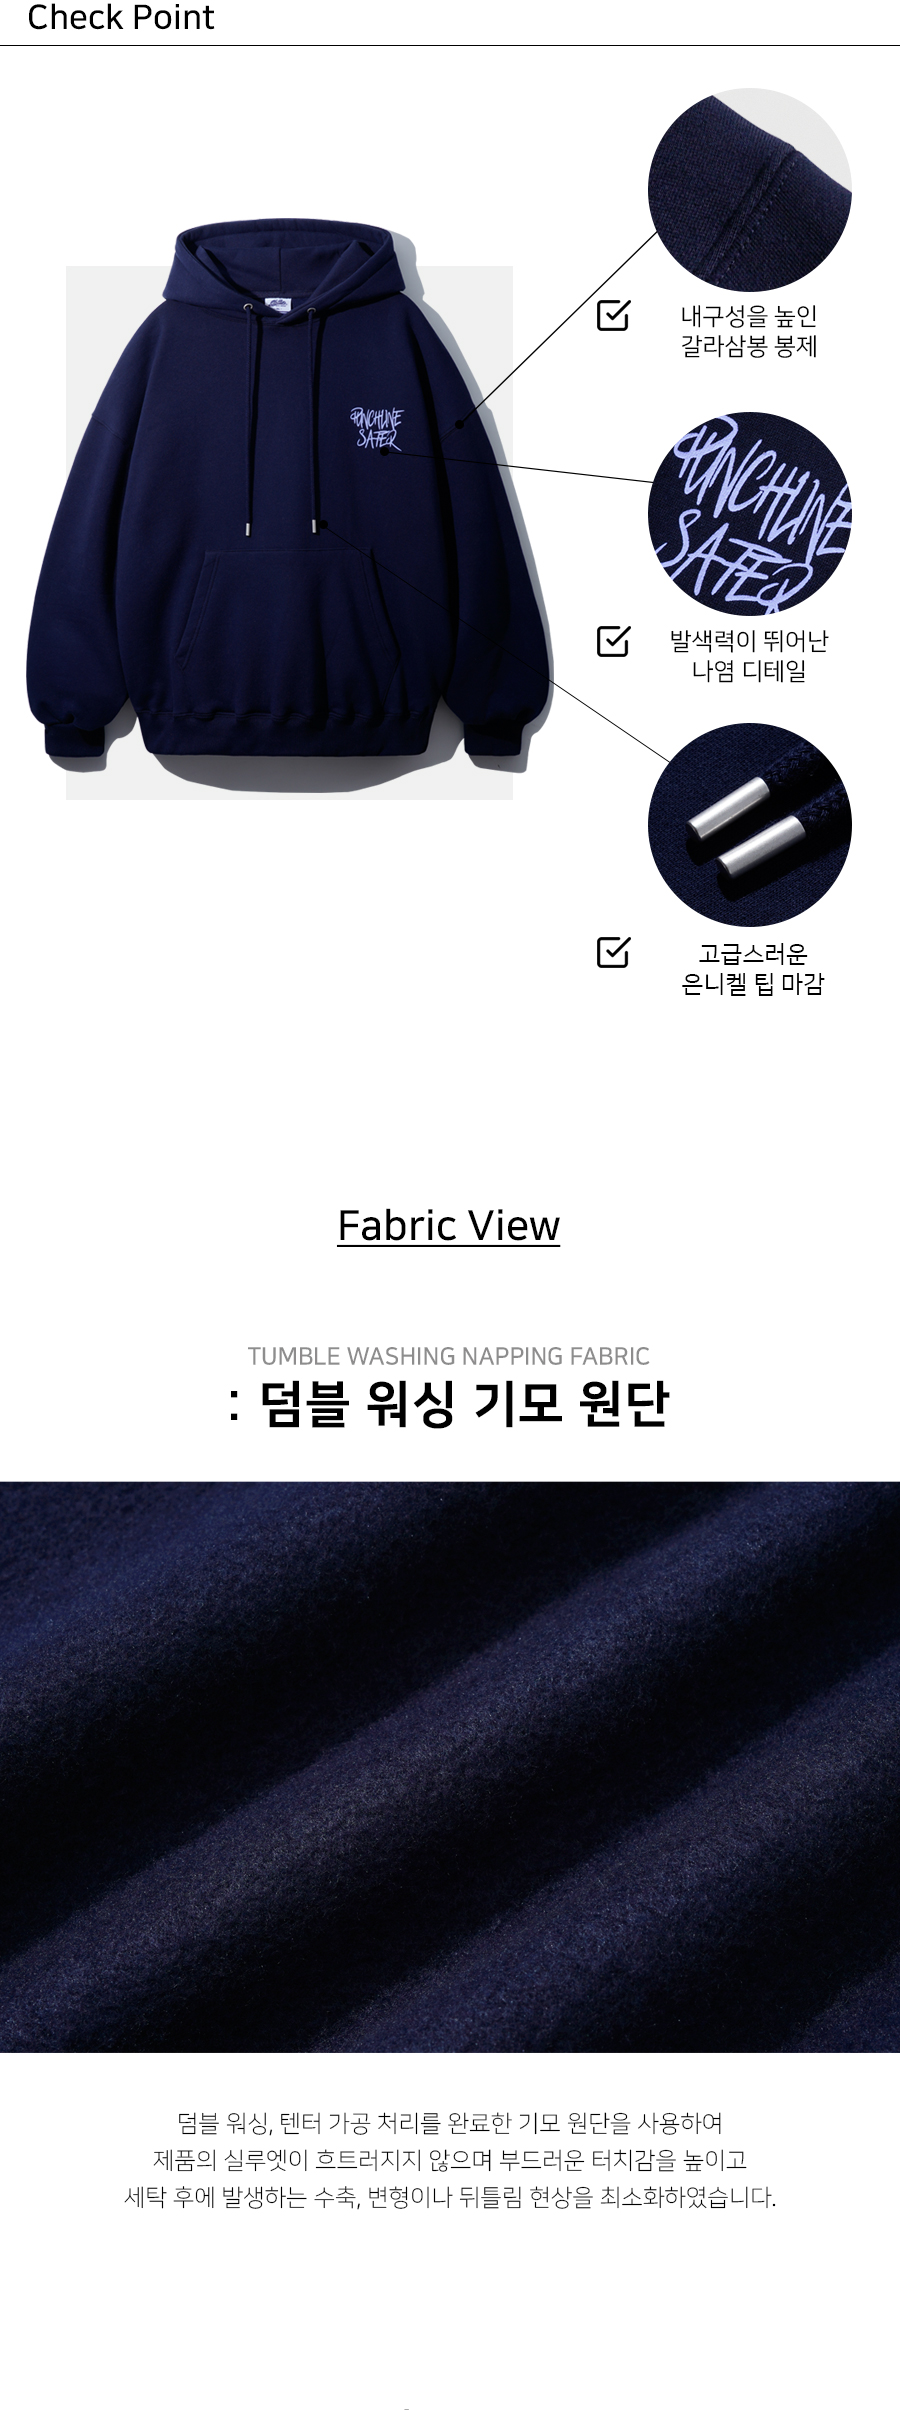 Check Point
내구성을 높인
갈라삼봉 봉제
PUNCHLINE
SAFER
PUNCHLINE
SAFER
발색력이 뛰어난
나염 디테일
고급스러운
은니켈 팁 마감
Fabric View
TUMBLE WASHING NAPPING FABRIC
: 덤블 워싱 기모 원단
덤블 워싱, 텐터 가공 처리를 완료한 기모 원단을 사용하여
제품의 실루엣이 흐트러지지 않으며 부드러운 터치감을 높이고
세탁 후에 발생하는 수축, 변형이나 뒤틀림 현상을 최소화하였습니다.